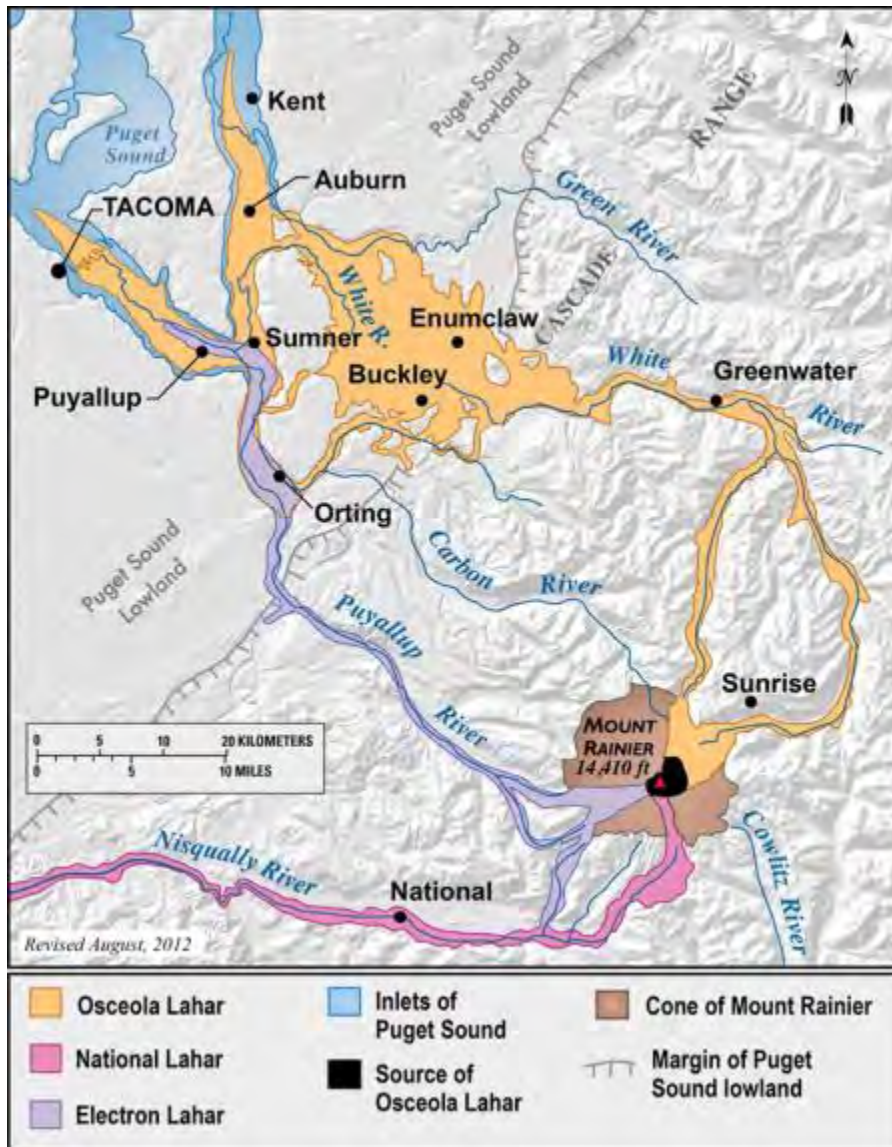 Kent
Puget Sound
Lowland
RANGE
N
Puget
Sound
Auburn
TACOMA
Green River
CASCADE
White R.
Enumclaw
Sumner
White
Greenwater
Buckley
Puyallup
River
Orting
Puget Sound
Lowland
Carbon
River
Puyallup
Sunrise
River
MOUNT
RAINIER
14,410 ft
0 5 10 20 KILOMETERS
0 5 10 MILES
Cowlitz River
Nisqually River
National
Revised August, 2012
Osceola Lahar
National Lahar
Electron Lahar
Inlets of
Puget Sound
Source of
Osceola Lahar
Cone of Mount Rainier
Margin of Puget
Sound lowland